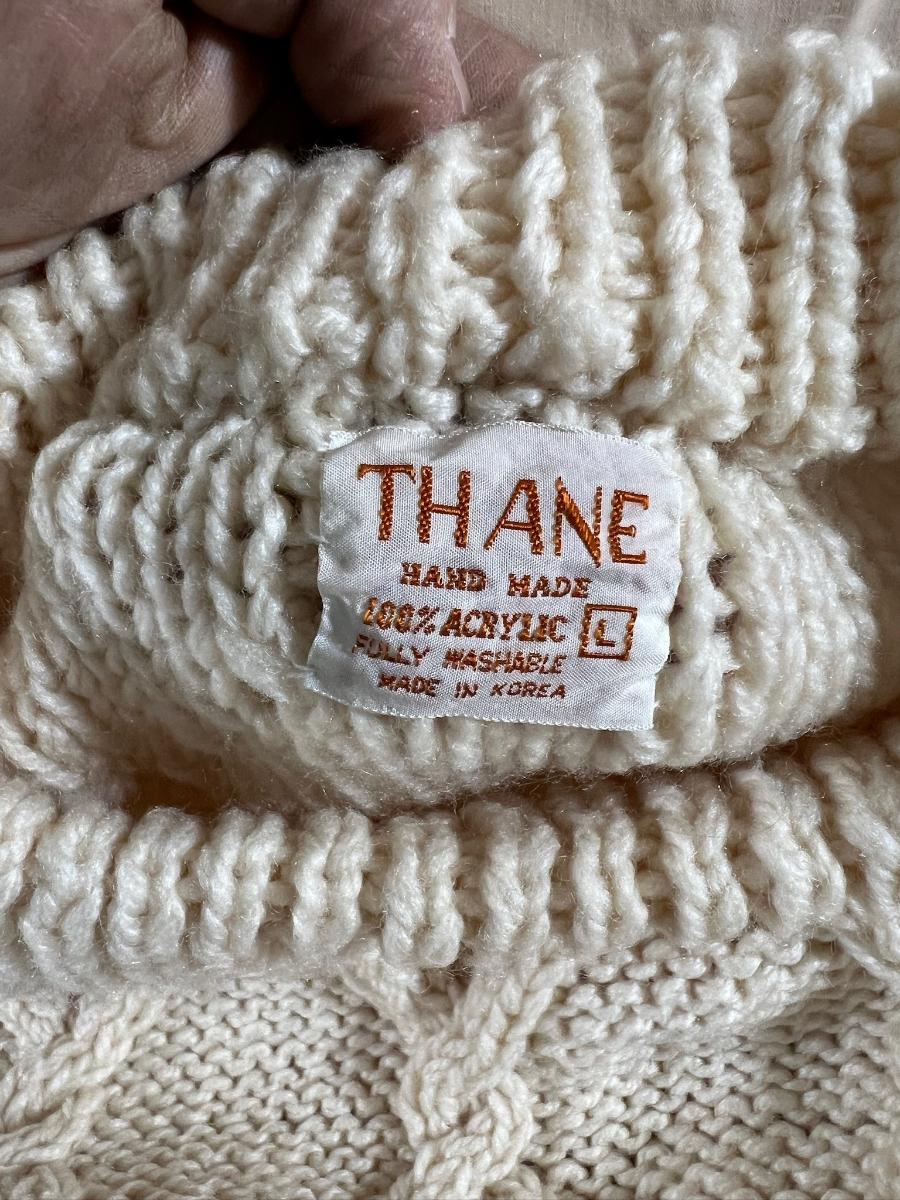 THANE
HAND MADE
100% ACRYLIC L
FULLY WASHABLE
MADE IN KOREA